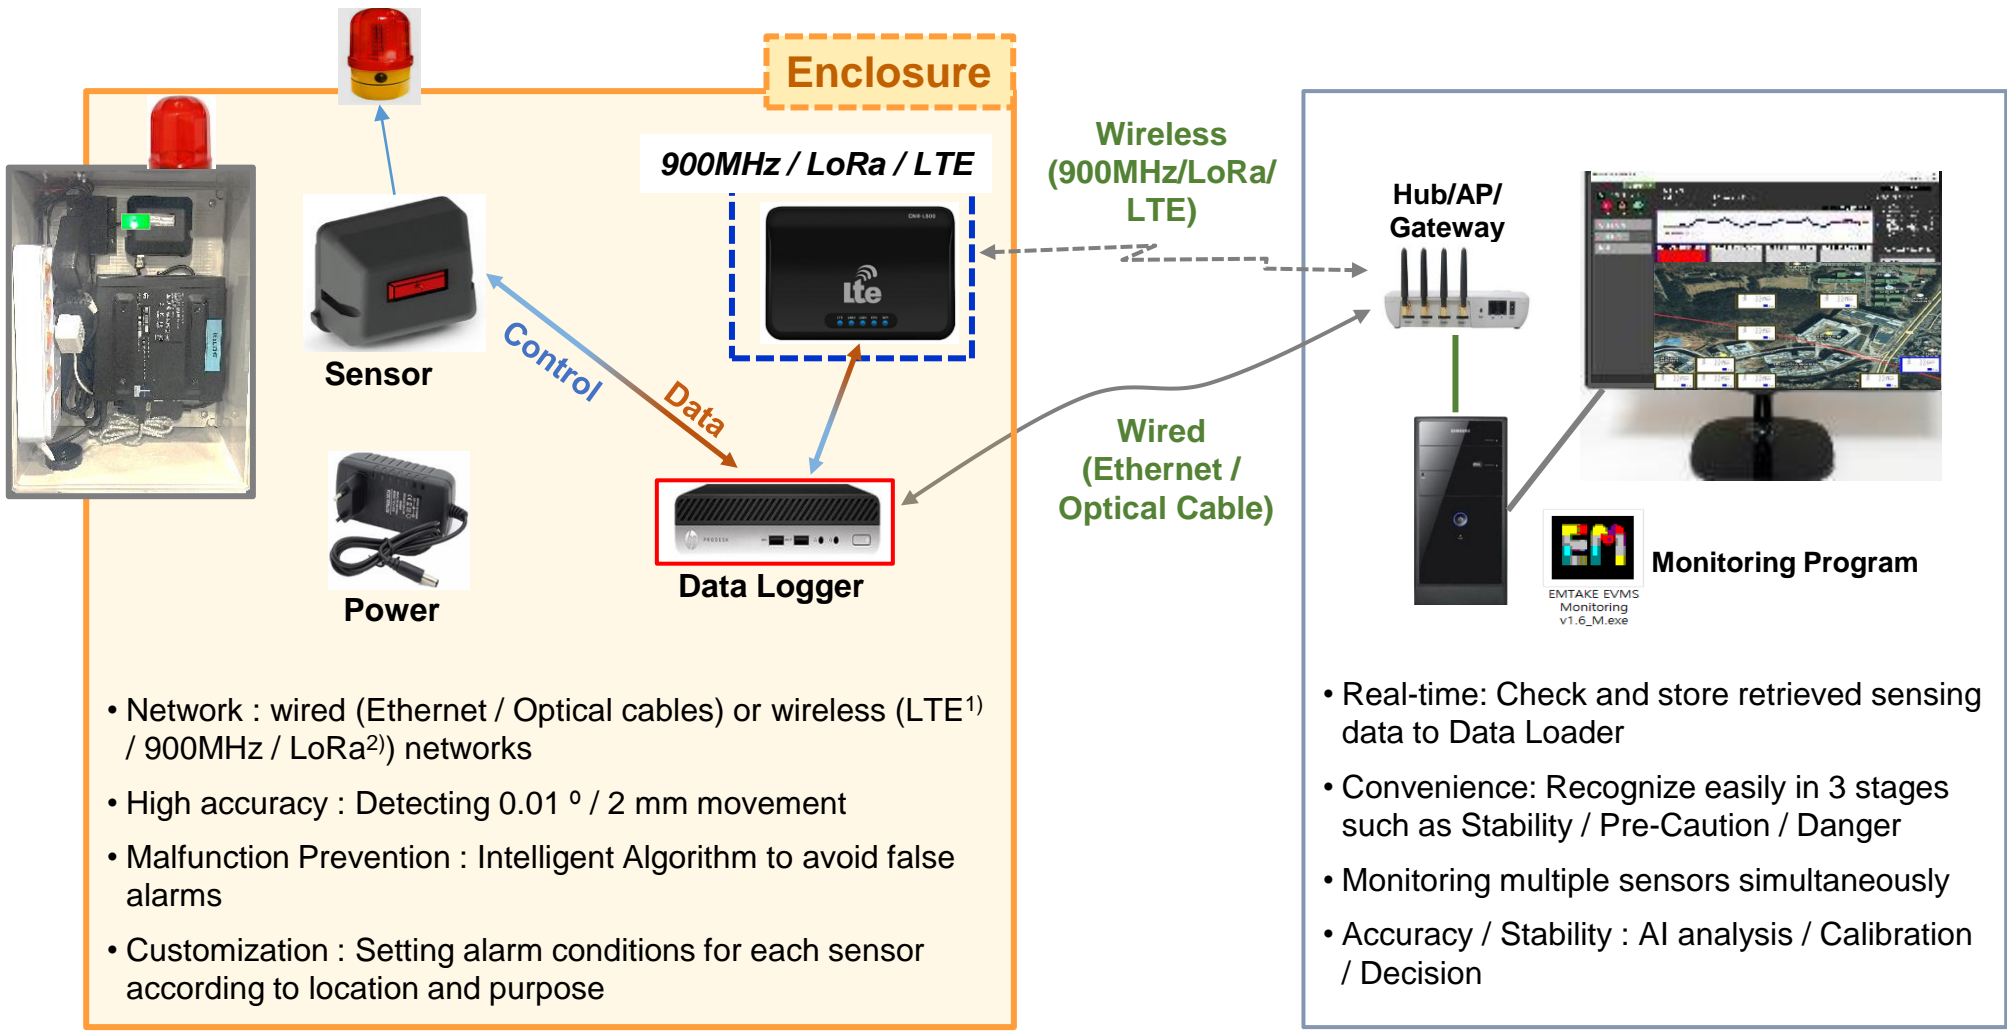 Enclosure
900MHz / LoRa / LTE
CNR-L500
Lte
Sensor
Control
Data
Power
PRODESK
Data Logger
Wireless
(900MHz/LoRa/
LTE)
Wired
(Ethernet /
Optical Cable)
Hub/AP/
Gateway
SAMSUNG
EM
EMTAKE EVMS
Monitoring
v1.6_M.exe
Monitoring Program
• Network : wired (Ethernet / Optical cables) or wireless (LTE1)
/ 900MHz / LoRa2)) networks
• High accuracy : Detecting 0.01 º / 2 mm movement
• Malfunction Prevention : Intelligent Algorithm to avoid false
alarms
• Customization : Setting alarm conditions for each sensor
according to location and purpose
• Real-time: Check and store retrieved sensing
data to Data Loader
• Convenience: Recognize easily in 3 stages
such as Stability / Pre-Caution / Danger
• Monitoring multiple sensors simultaneously
• Accuracy / Stability : AI analysis / Calibration
/ Decision